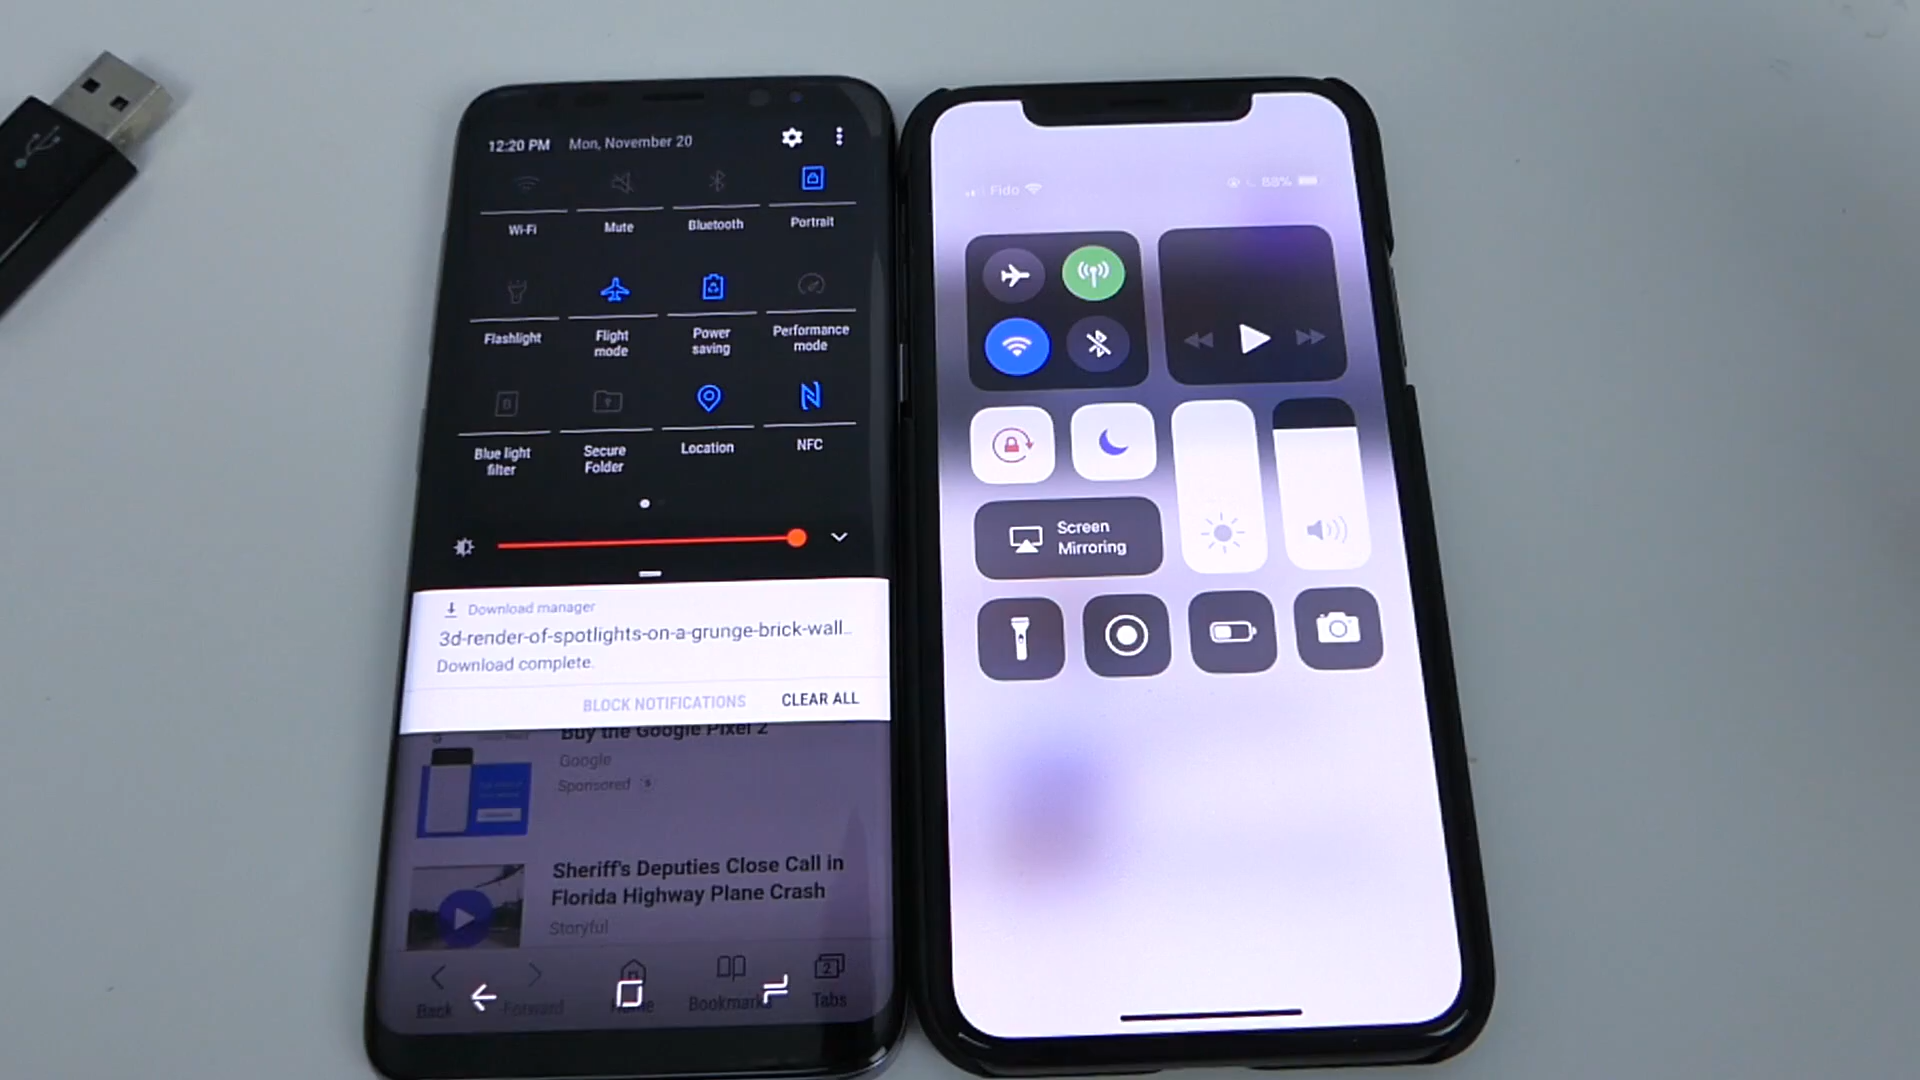 12:20 PM Mon, November 20
Wi-Fi Mute Bluetooth Portrait
Flashlight Flight mode Power saving Performance mode
B
Blue light filter Secure Folder Location NFC
Download manager
3d-render-of-spotlights-on-a-grunge-brick-wall...
Download complete.
BLOCK NOTIFICATIONS CLEAR ALL
Buy the Google Pixel 2
Google
Sponsored
Sheriff's Deputies Close Call in
Florida Highway Plane Crash
Storyful
2
Back Forward Home Bookmarks Tabs
Fido 88%
Screen
Mirroring